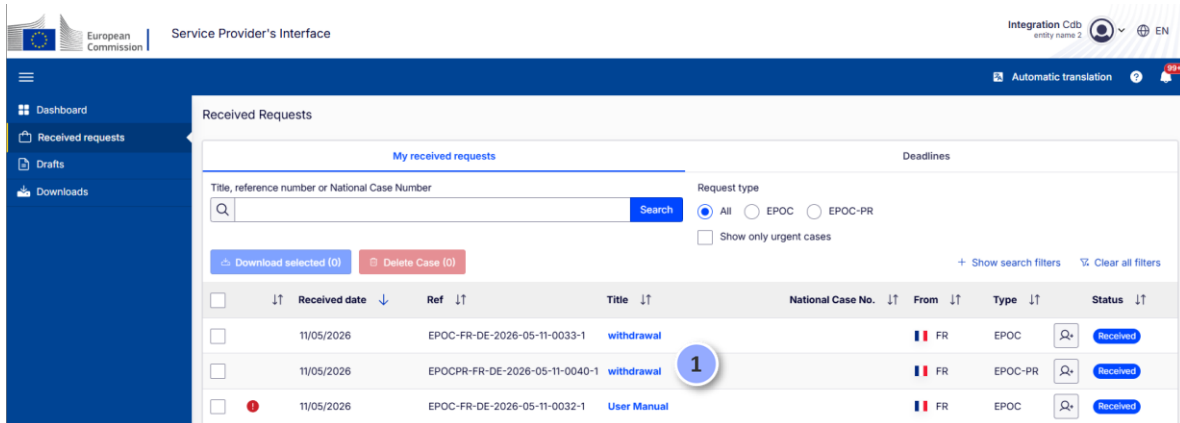 European
Commission
Service Provider's Interface
Integration Cdb
entity name 2
EN
Automatic translation
?
99+
Dashboard
Received requests
Drafts
Downloads
Received Requests
My received requests
Deadlines
Title, reference number or National Case Number
Search
Request type
All EPOC EPOC-PR
Show only urgent cases
Download selected (0) Delete Case (0)
+ Show search filters Clear all filters
Received date Ref Title National Case No. From Type Status
11/05/2026 EPOC-FR-DE-2026-05-11-0033-1 withdrawal FR EPOC Received
11/05/2026 EPOCPR-FR-DE-2026-05-11-0040-1 withdrawal 1 FR EPOC-PR Received
! 11/05/2026 EPOC-FR-DE-2026-05-11-0032-1 User Manual FR EPOC Received